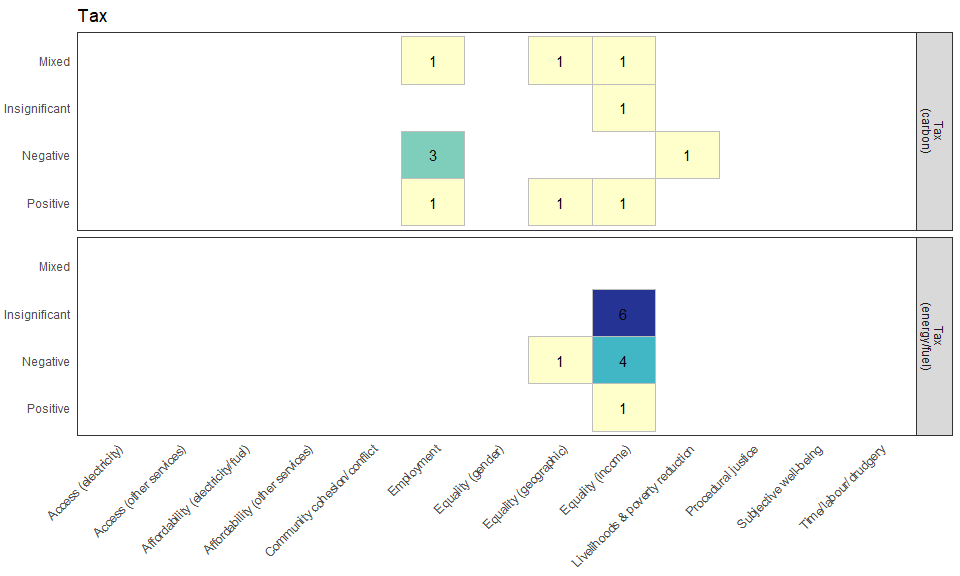 Tax
Mixed
1
1
1
Insignificant
1
Negative
3
1
Positive
1
1
1
Tax
(carbon)
Mixed
Insignificant
6
Negative
1
4
Positive
1
Tax
(energy/fuel)
Access (electricity)
Access (other services)
Affordability (electricity/fuel)
Affordability (other services)
Community cohesion/conflict
Employment
Equality (gender)
Equality (geographic)
Equality (income)
Livelihoods & poverty reduction
Procedural justice
Subjective well-being
Time/labour/drudgery